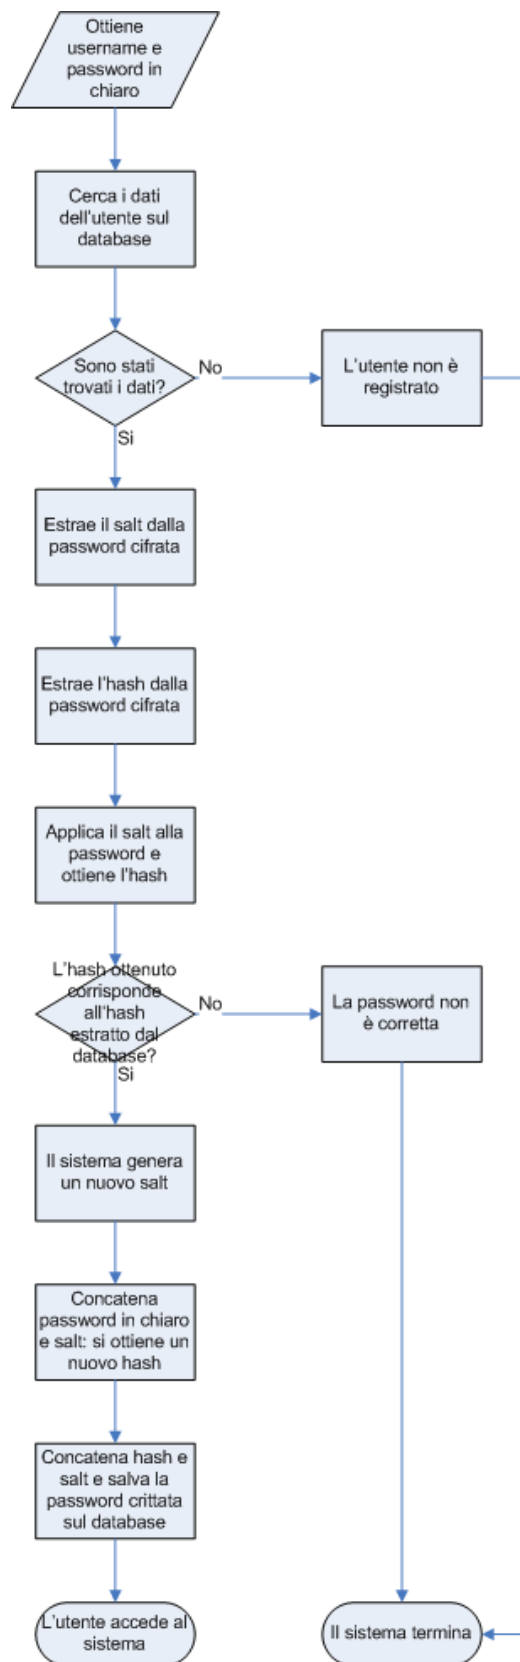 Ottiene
username e
password in
chiaro
Cerca i dati
dell'utente sul
database
Sono stati
trovati i dati?
No
L'utente non è
registrato
Si
Estrae il salt dalla
password cifrata
Estrae l'hash dalla
password cifrata
Applica il salt alla
password e
ottiene l'hash
L'hash ottenuto
corrisponde
all'hash
estratto dal
database?
No
La password non
è corretta
Si
Il sistema genera
un nuovo salt
Concatena
password in chiaro
e salt: si ottiene un
nuovo hash
Concatena hash e
salt e salva la
password crittata
sul database
L'utente accede al
sistema
Il sistema termina